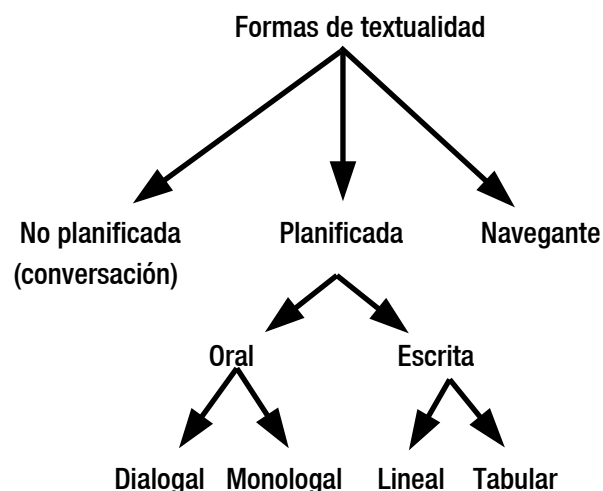 Formas de textualidad
No planificada Planificada Navegante
(conversación)
Oral Escrita
Dialogal Monologal Lineal Tabular